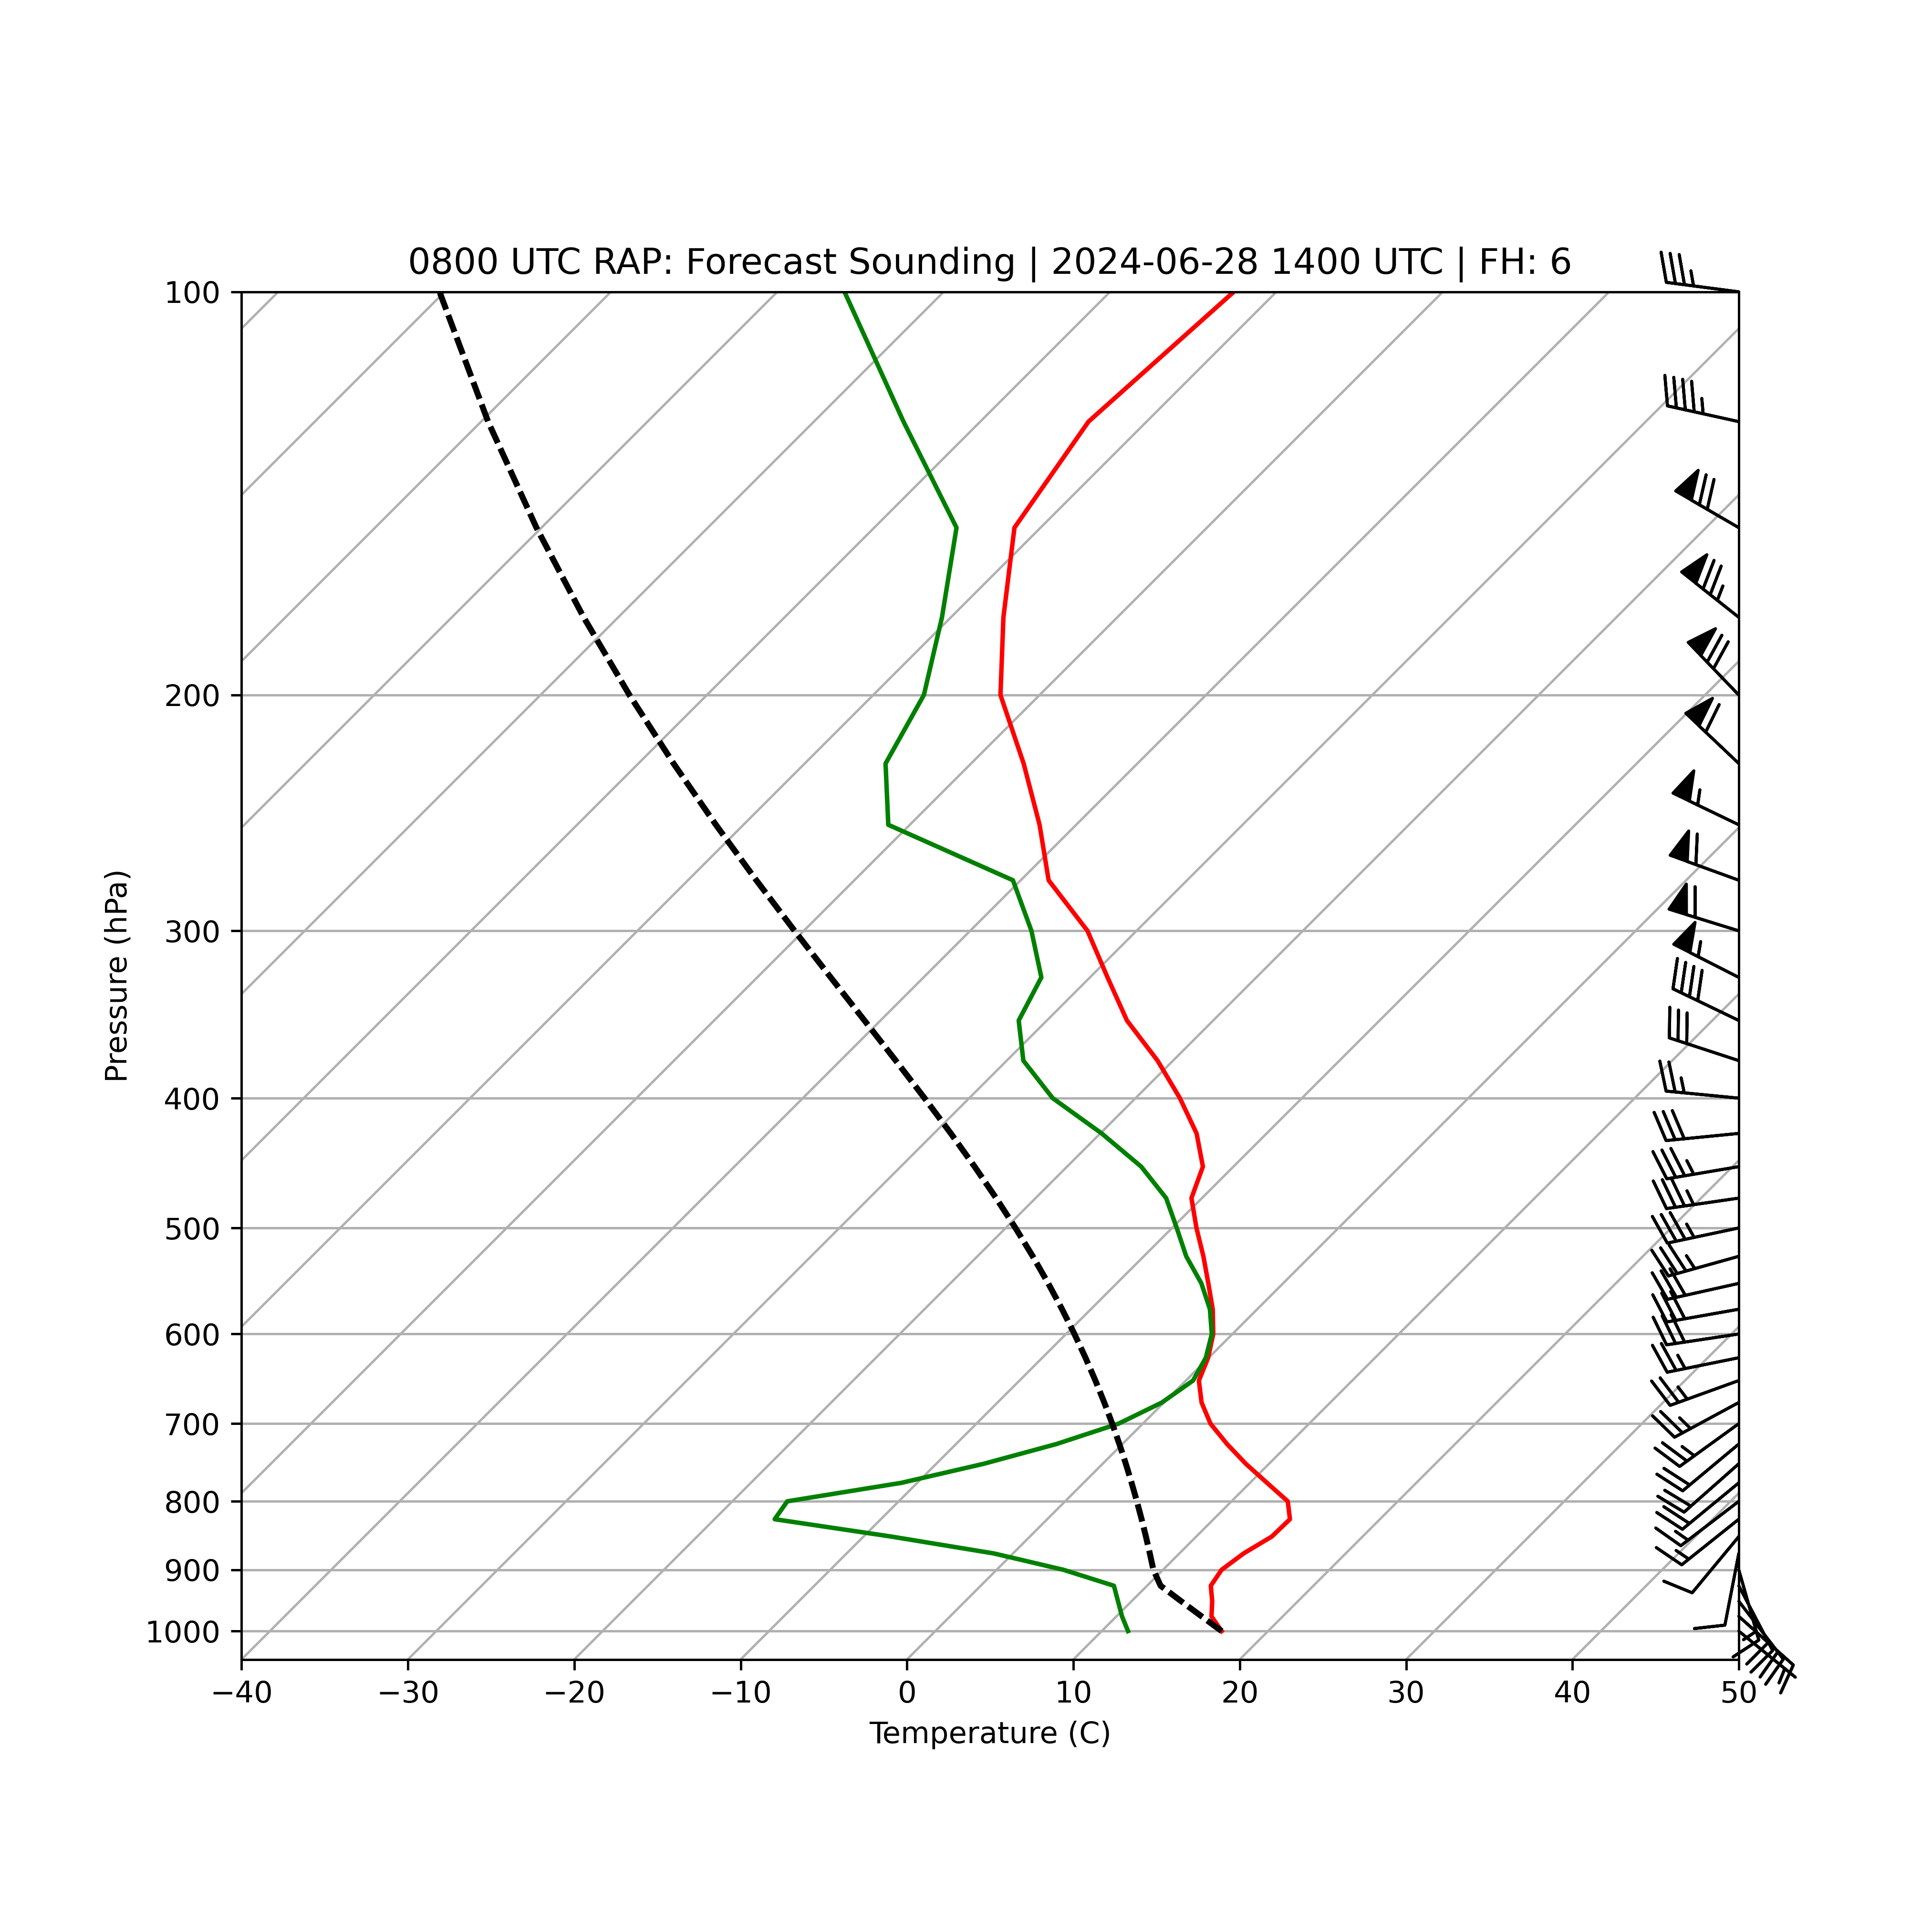 0800 UTC RAP: Forecast Sounding | 2024-06-28 1400 UTC | FH: 6
100
200
300
400
500
600
700
800
900
1000
Pressure (hPa)
−40 −30 −20 −10 0 10 20 30 40 50
Temperature (C)